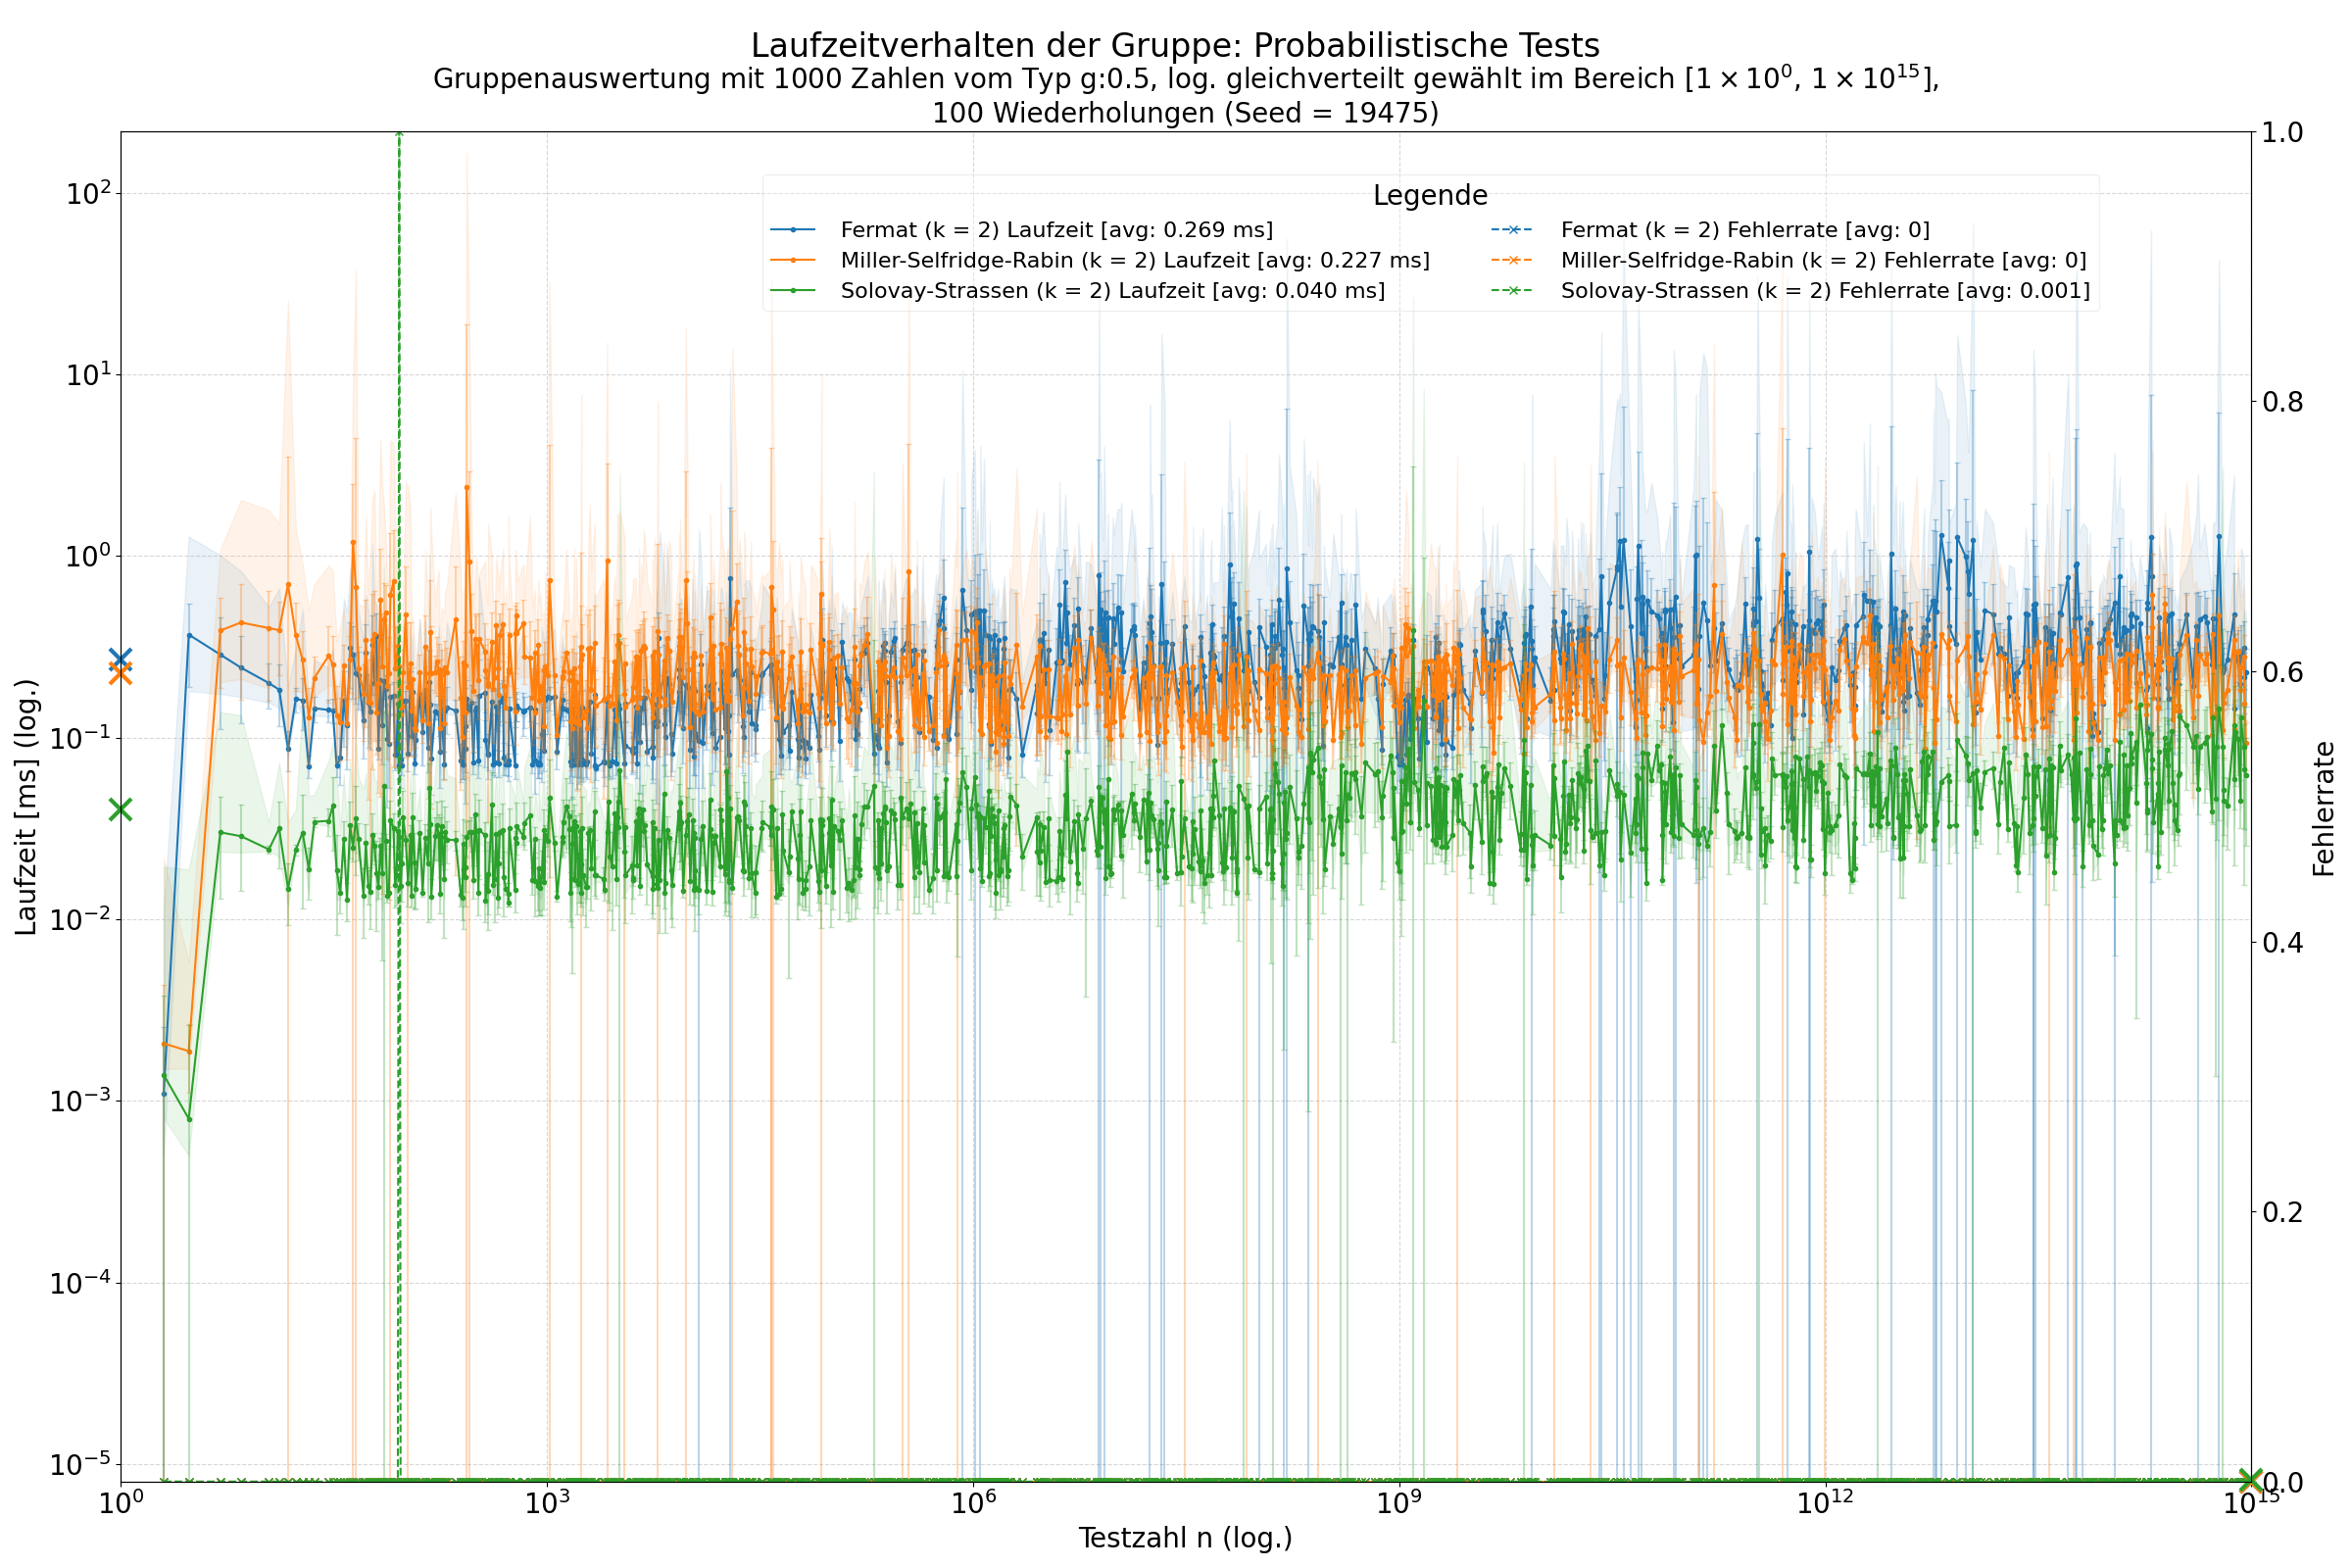 Laufzeitverhalten der Gruppe: Probabilistische Tests
Gruppenauswertung mit 1000 Zahlen vom Typ g:0.5, log. gleichverteilt gewählt im Bereich [1 × 10⁰, 1 × 10¹⁵],
100 Wiederholungen (Seed = 19475)
Legende
Fermat (k = 2) Laufzeit [avg: 0.269 ms]
Miller-Selfridge-Rabin (k = 2) Laufzeit [avg: 0.227 ms]
Solovay-Strassen (k = 2) Laufzeit [avg: 0.040 ms]
Fermat (k = 2) Fehlerrate [avg: 0]
Miller-Selfridge-Rabin (k = 2) Fehlerrate [avg: 0]
Solovay-Strassen (k = 2) Fehlerrate [avg: 0.001]
Laufzeit [ms] (log.)
10²
10¹
10⁰
10⁻¹
10⁻²
10⁻³
10⁻⁴
10⁻⁵
1.0
0.8
0.6
0.4
0.2
0.0
Fehlerrate
10⁰
10³
10⁶
10⁹
10¹²
10¹⁵
Testzahl n (log.)